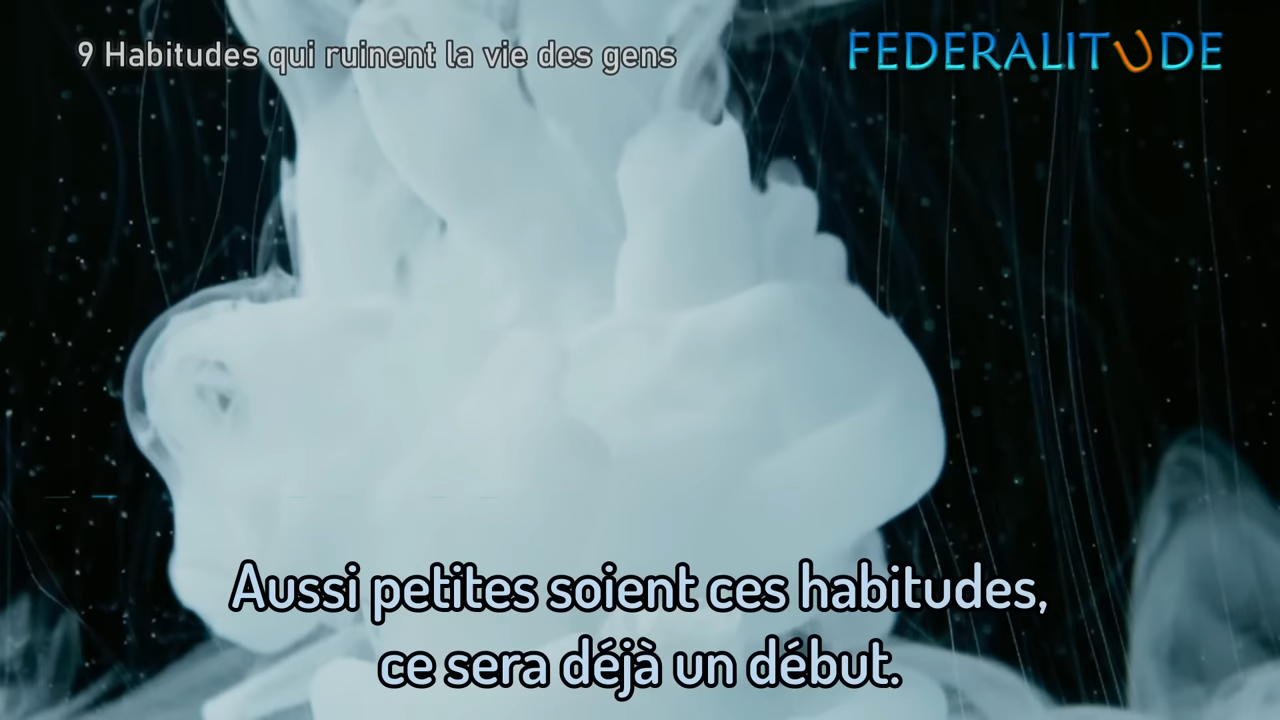 9 Habitudes qui ruinent la vie des gens
FEDERALITUDE
Aussi petites soient ces habitudes,
ce sera déjà un début.